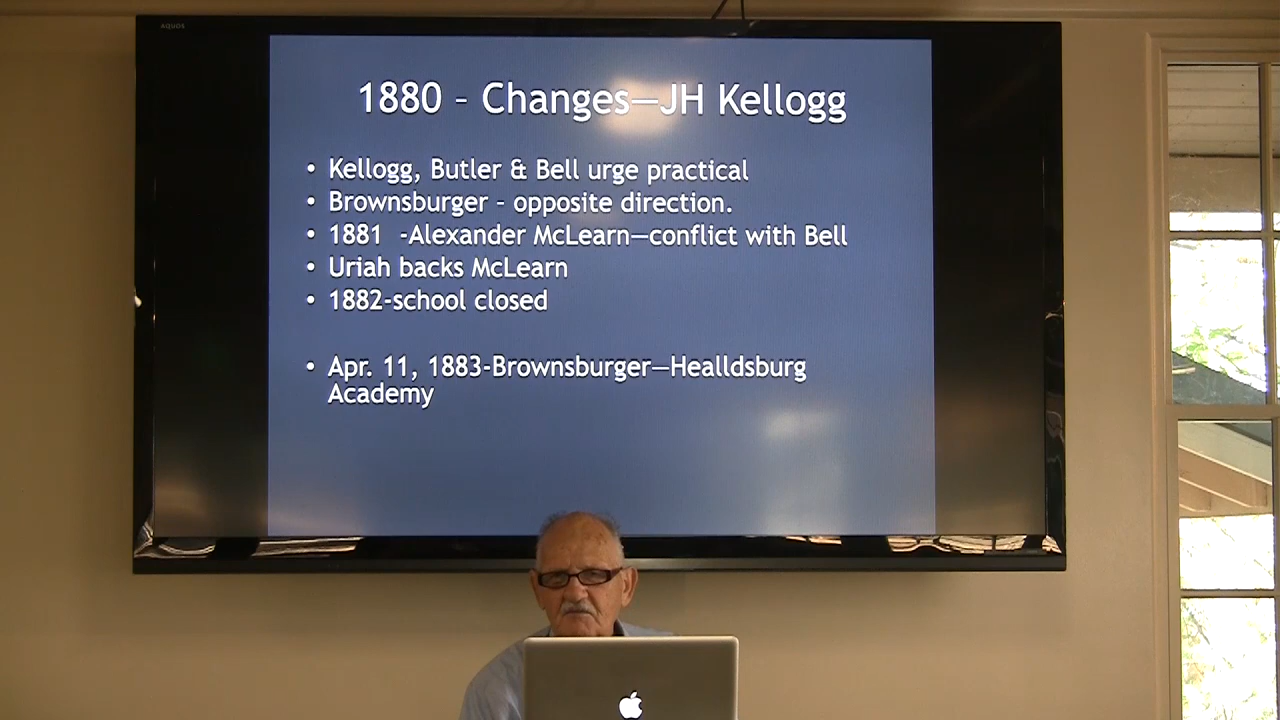 AQUOS
1880 – Changes—JH Kellogg
• Kellogg, Butler & Bell urge practical
• Brownsburger – opposite direction.
• 1881 -Alexander McLearn—conflict with Bell
• Uriah backs McLearn
• 1882-school closed
• Apr. 11, 1883-Brownsburger—Healldsburg
Academy